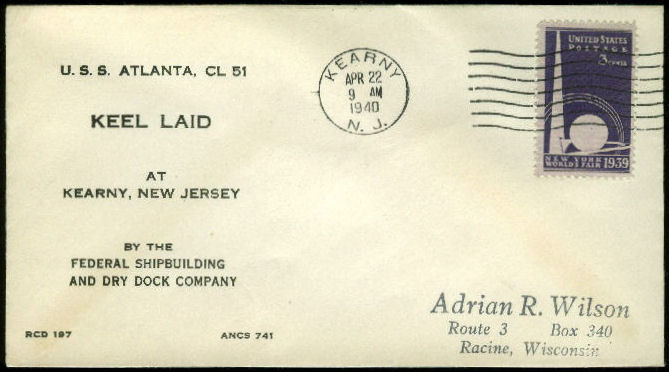 U.S.S. ATLANTA, CL 51
KEEL LAID
AT
KEARNY, NEW JERSEY
BY THE
FEDERAL SHIPBUILDING
AND DRY DOCK COMPANY
RCD 197
ANCS 741
KEARNY
APR 22
9 AM
1940
N. J.
UNITED STATES
POSTAGE
3 CENTS
NEW YORK
WORLD'S FAIR 1939
Adrian R. Wilson
Route 3 Box 340
Racine, Wisconsin